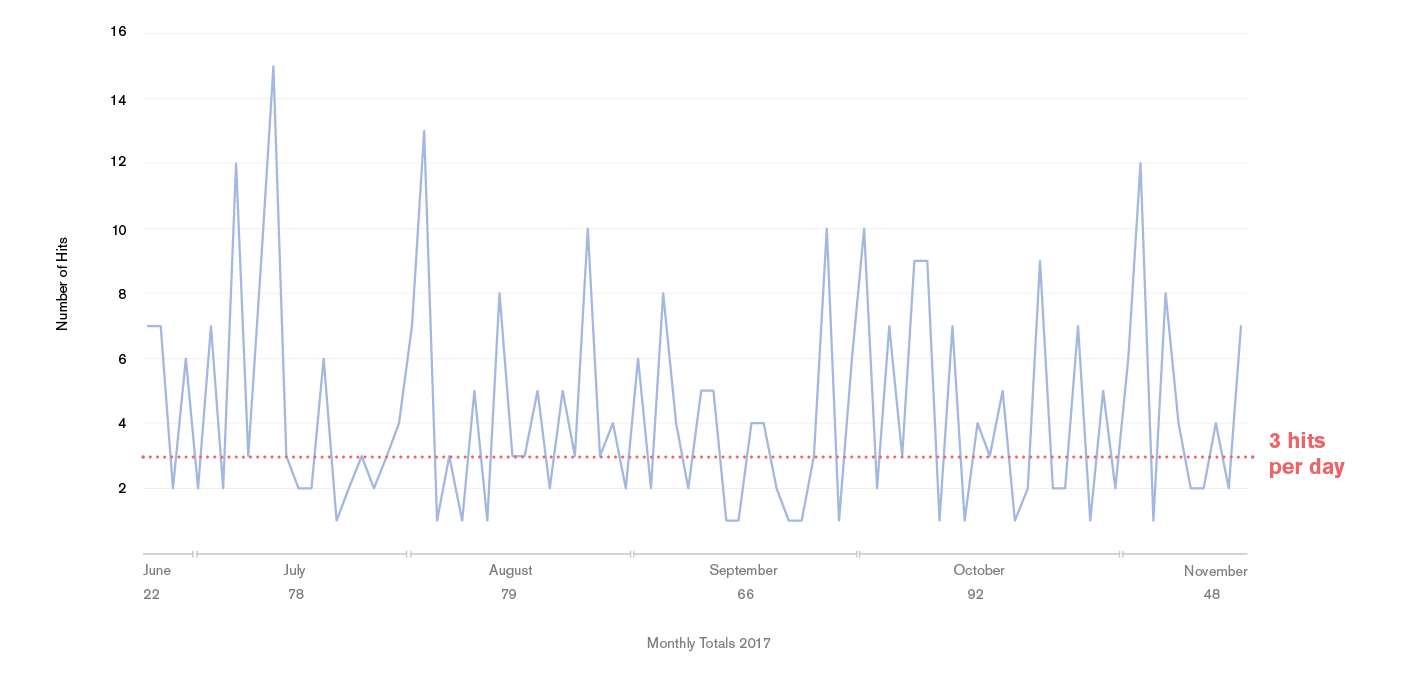 16
14
12
10
8
6
4
2
Number of Hits
3 hits
per day
June July August September October November
22 78 79 66 92 48
Monthly Totals 2017